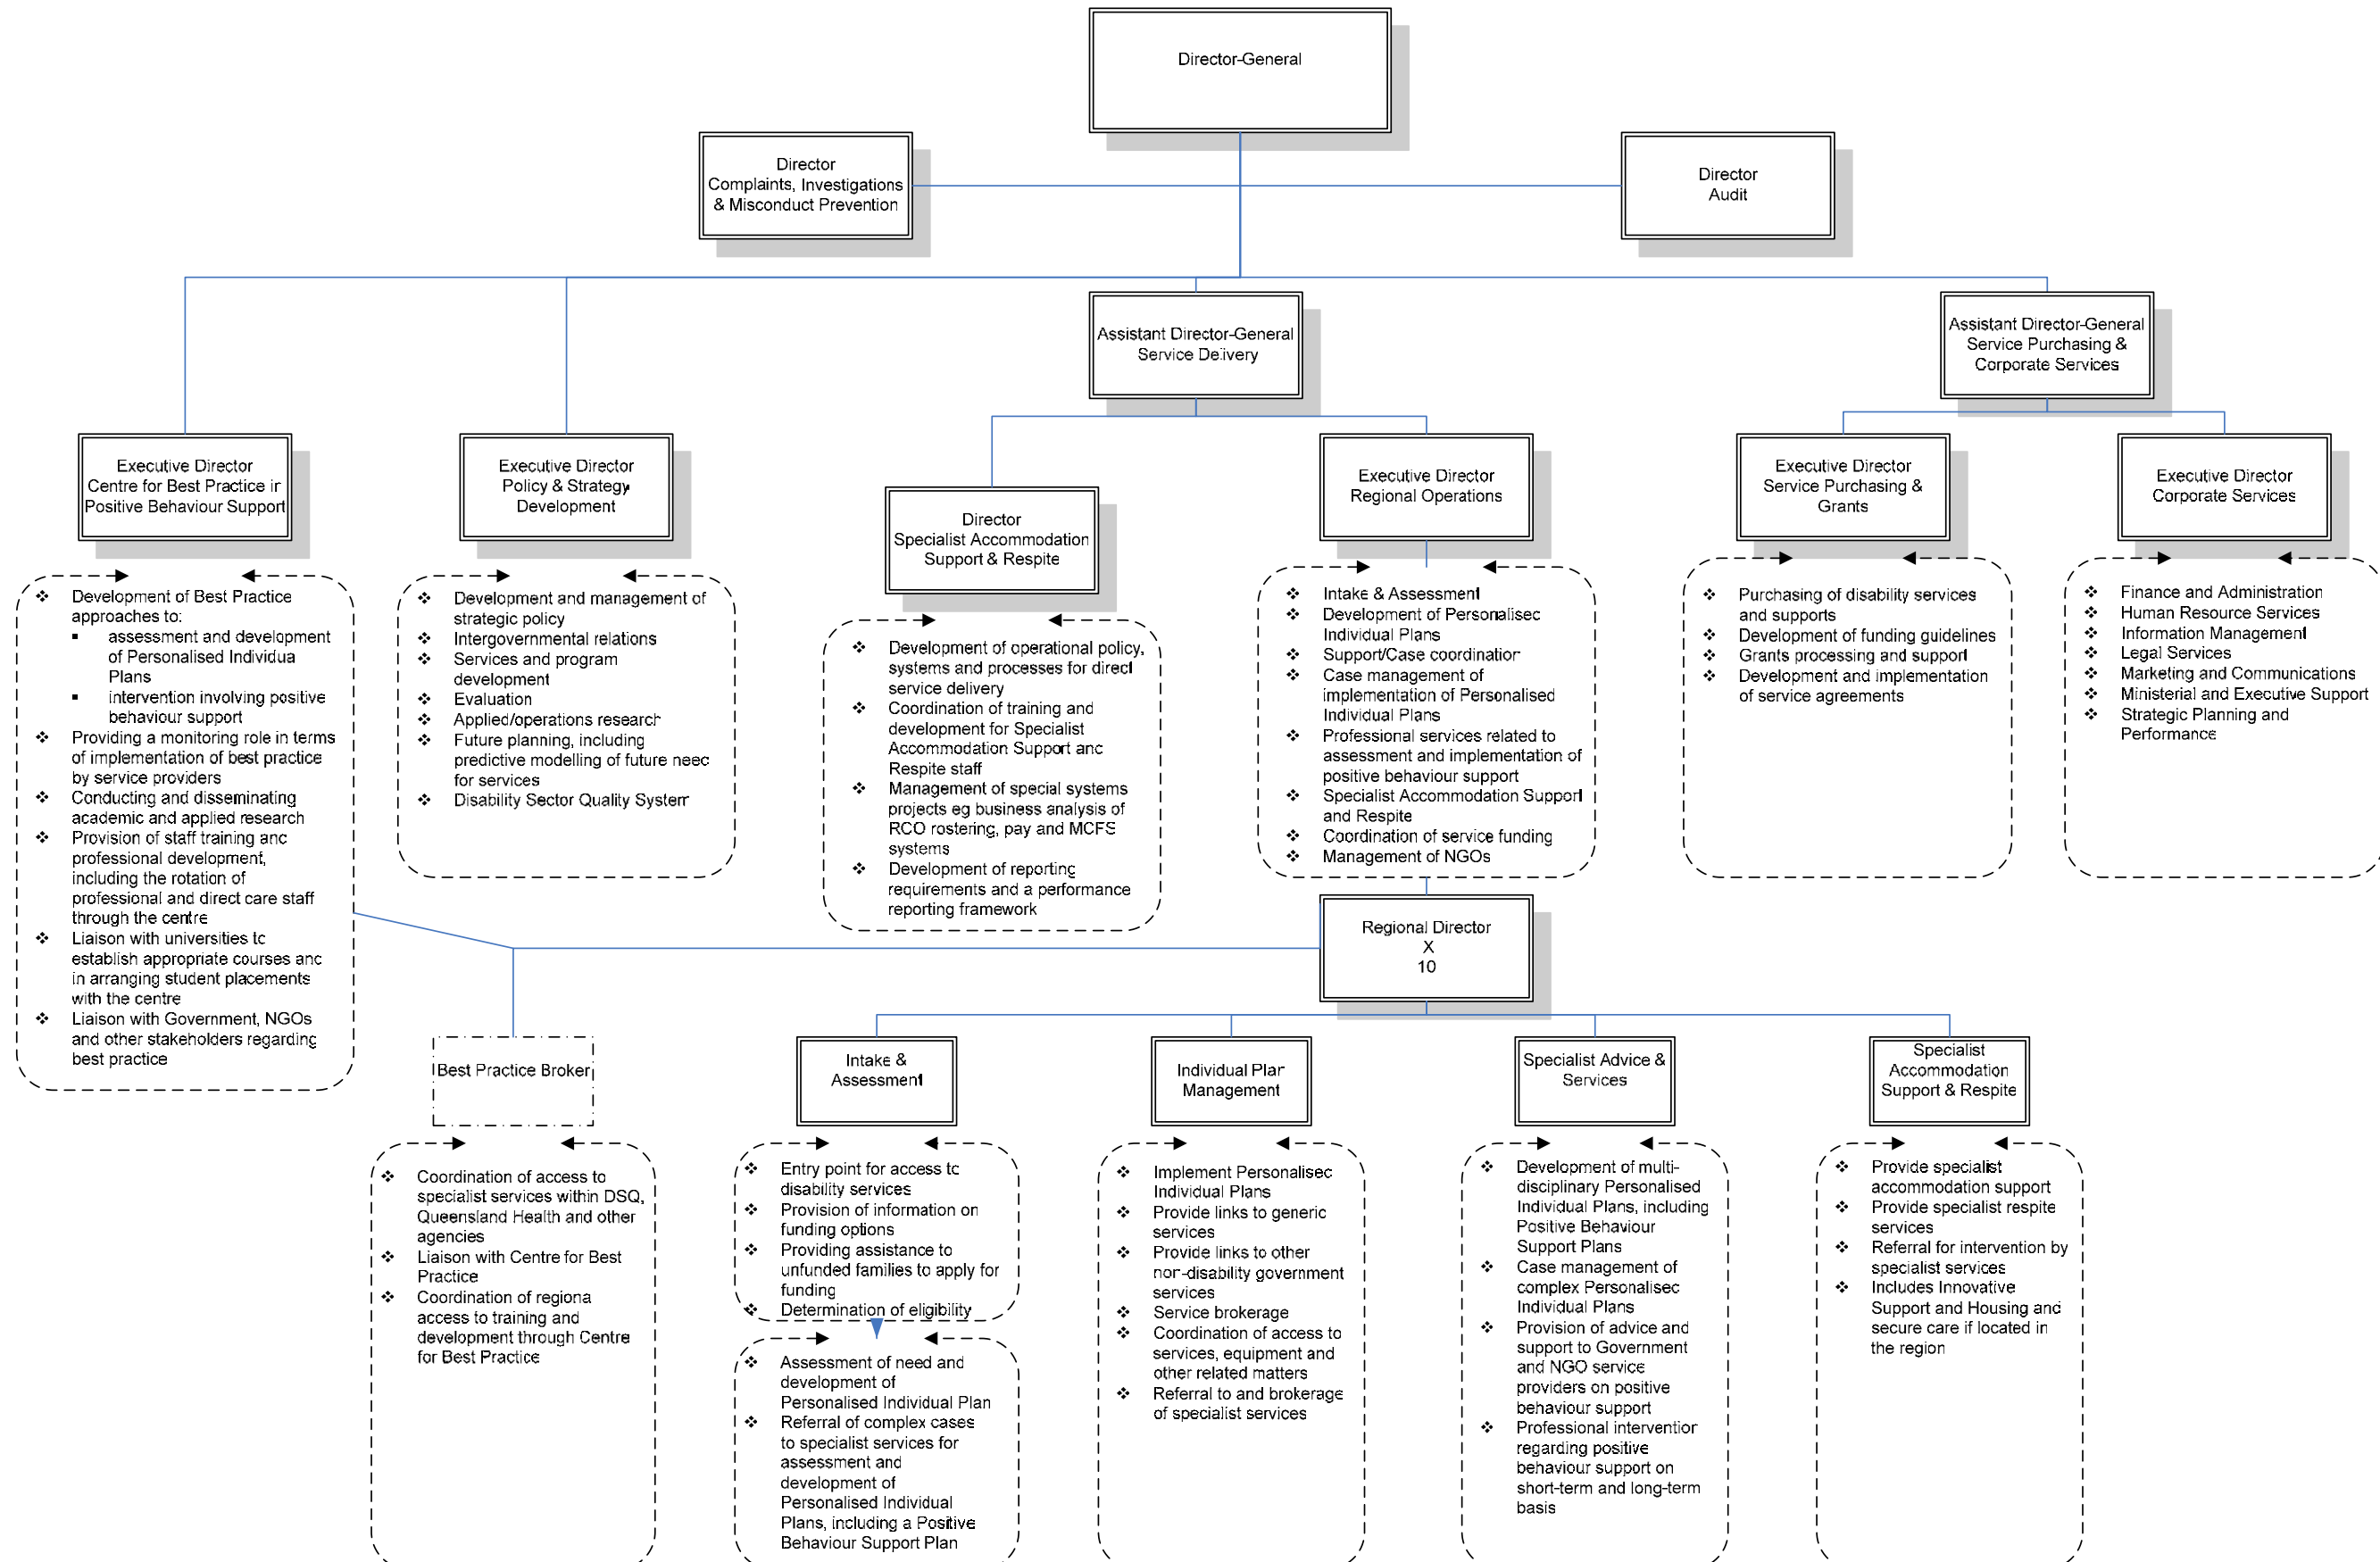 Director-General
Director
Complaints, Investigations
& Misconduct Prevention
Director
Audit
Assistant Director-General
Service Delivery
Assistant Director-General
Service Purchasing &
Corporate Services
Executive Director
Centre for Best Practice in
Positive Behaviour Support
Executive Director
Policy & Strategy
Development
Director
Specialist Accommodation
Support & Respite
Executive Director
Regional Operations
Executive Director
Service Purchasing &
Grants
Executive Director
Corporate Services
❖ Development of Best Practice
approaches to:
▪ assessment and development
of Personalised Individua
Plans
▪ intervention involving positive
behaviour support
❖ Providing a monitoring role in terms
of implementation of best practice
by service providers
❖ Conducting and disseminating
academic and applied research
❖ Provision of staff training and
professional development,
including the rotation of
professional and direct care staff
through the centre
❖ Liaison with universities to
establish appropriate courses and
in arranging student placements
with the centre
❖ Liaison with Government, NGOs
and other stakeholders regarding
best practice
❖ Development and management of
strategic policy
❖ Intergovernmental relations
❖ Services and program
development
❖ Evaluation
❖ Applied/operations research
❖ Future planning, including
predictive modelling of future need
for services
❖ Disability Sector Quality System
❖ Development of operational policy,
systems and processes for direct
service delivery
❖ Coordination of training and
development for Specialist
Accommodation Support and
Respite staff
❖ Management of special systems
projects eg business analysis of
RCO rostering, pay and MCFS
systems
❖ Development of reporting
requirements and a performance
reporting framework
❖ Intake & Assessment
❖ Development of Personalised
Individual Plans
❖ Support/Case coordination
❖ Case management of
implementation of Personalised
Individual Plans
❖ Professional services related to
assessment and implementation of
positive behaviour support
❖ Specialist Accommodation Support
and Respite
❖ Coordination of service funding
❖ Management of NGOs
❖ Purchasing of disability services
and supports
❖ Development of funding guidelines
❖ Grants processing and support
❖ Development and implementation
of service agreements
❖ Finance and Administration
❖ Human Resource Services
❖ Information Management
❖ Legal Services
❖ Marketing and Communications
❖ Ministerial and Executive Support
❖ Strategic Planning and
Performance
Regional Director
X
10
Best Practice Broker
Intake &
Assessment
Individual Plan
Management
Specialist Advice &
Services
Specialist
Accommodation
Support & Respite
❖ Coordination of access to
specialist services within DSQ,
Queensland Health and other
agencies
❖ Liaison with Centre for Best
Practice
❖ Coordination of regiona
access to training and
development through Centre
for Best Practice
❖ Entry point for access to
disability services
❖ Provision of information on
funding options
❖ Providing assistance to
unfunded families to apply for
funding
❖ Determination of eligibility
❖ Assessment of need and
development of
Personalised Individual Plan
❖ Referral of complex cases
to specialist services for
assessment and
development of
Personalised Individual
Plans, including a Positive
Behaviour Support Plan
❖ Implement Personalised
Individual Plans
❖ Provide links to generic
services
❖ Provide links to other
non-disability government
services
❖ Service brokerage
❖ Coordination of access to
services, equipment and
other related matters
❖ Referral to and brokerage
of specialist services
❖ Development of multi-
disciplinary Personalised
Individual Plans, including
Positive Behaviour
Support Plans
❖ Case management of
complex Personalised
Individual Plans
❖ Provision of advice and
support to Government
and NGO service
providers on positive
behaviour support
❖ Professional intervention
regarding positive
behaviour support on
short-term and long-term
basis
❖ Provide specialist
accommodation support
❖ Provide specialist respite
services
❖ Referral for intervention by
specialist services
❖ Includes Innovative
Support and Housing and
secure care if located in
the region